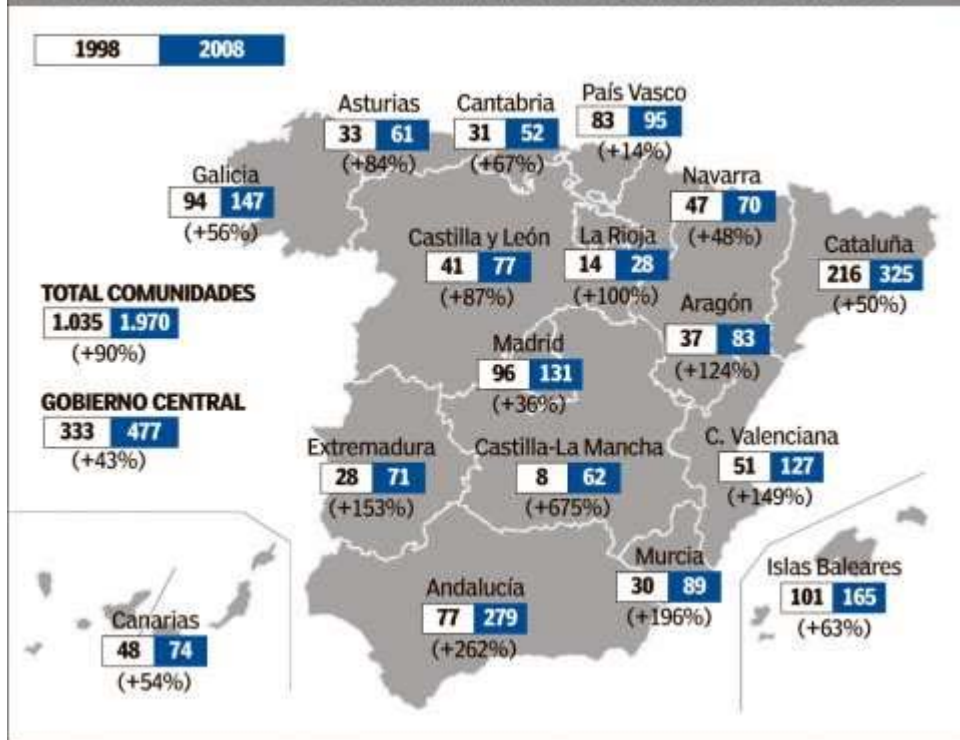 1998 2008
Asturias
33 61
(+84%)
Cantabria
31 52
(+67%)
País Vasco
83 95
(+14%)
Galicia
94 147
(+56%)
Navarra
47 70
(+48%)
Castilla y León
41 77
(+87%)
La Rioja
14 28
(+100%)
Cataluña
216 325
(+50%)
TOTAL COMUNIDADES
1.035 1.970
(+90%)
Aragón
37 83
(+124%)
Madrid
96 131
(+36%)
GOBIERNO CENTRAL
333 477
(+43%)
Extremadura
28 71
(+153%)
Castilla-La Mancha
8 62
(+675%)
C. Valenciana
51 127
(+149%)
Murcia
30 89
(+196%)
Islas Baleares
101 165
(+63%)
Andalucía
77 279
(+262%)
Canarias
48 74
(+54%)